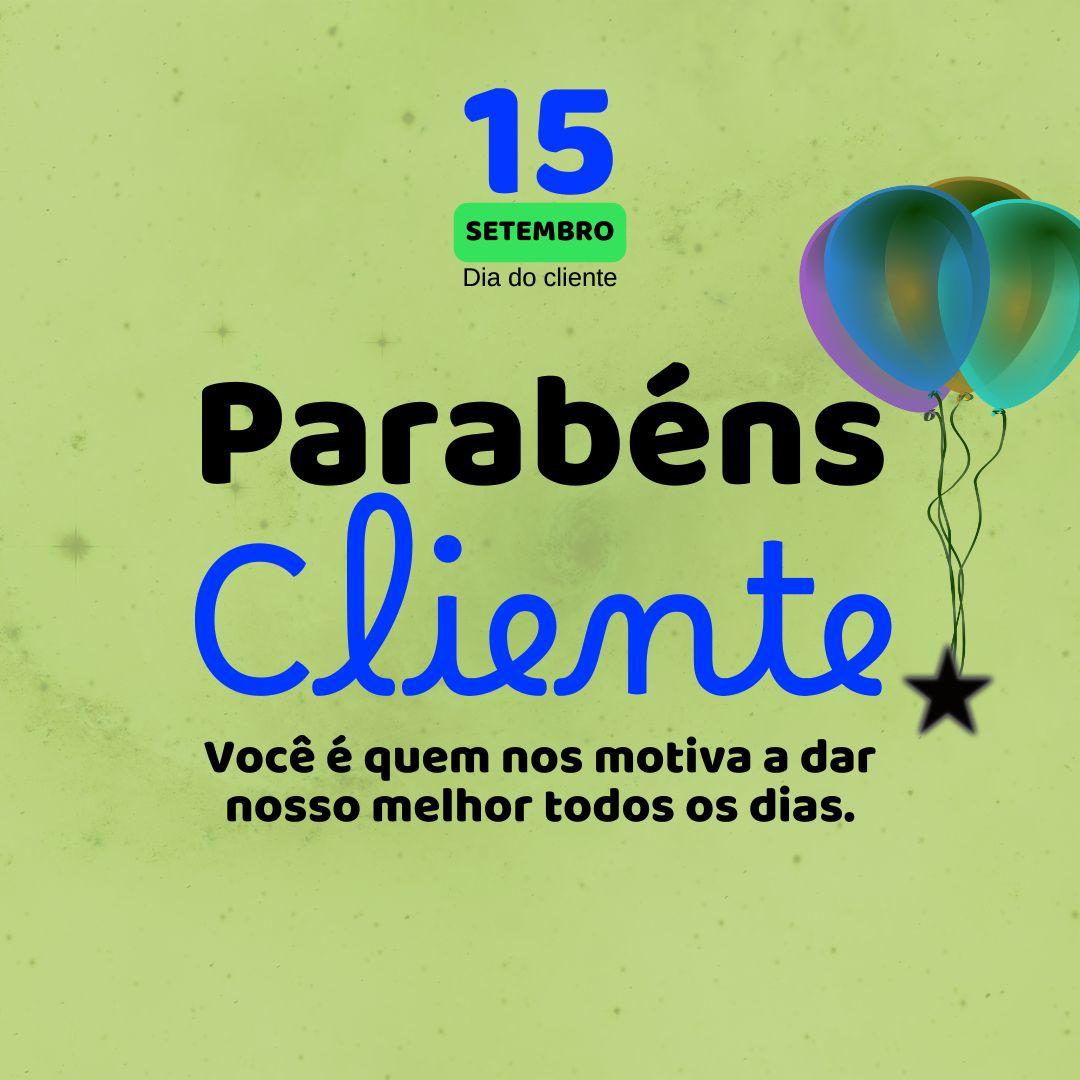 15
SETEMBRO
Dia do cliente
Parabéns
Cliente
Você é quem nos motiva a dar
nosso melhor todos os dias.